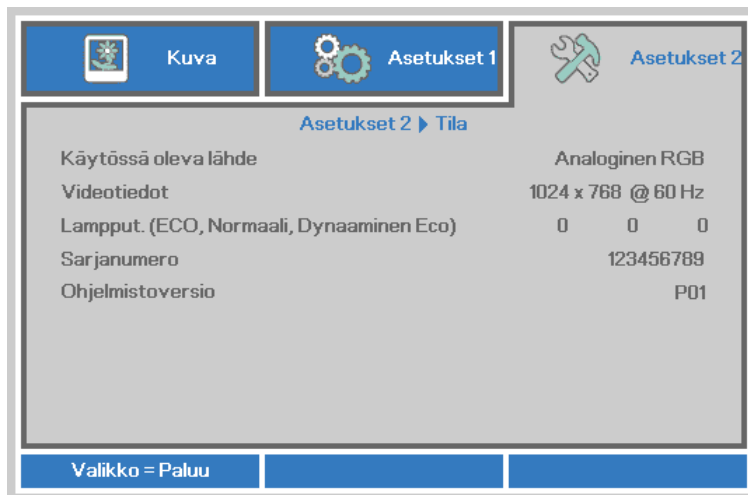 Kuva Asetukset 1 Asetukset 2
Asetukset 2 ▶ Tila
Käytössä oleva lähde Analoginen RGB
Videotiedot 1024 x 768 @ 60 Hz
Lampput. (ECO, Normaali, Dynaaminen Eco) 0 0 0
Sarjanumero 123456789
Ohjelmistoversio P01
Valikko = Paluu